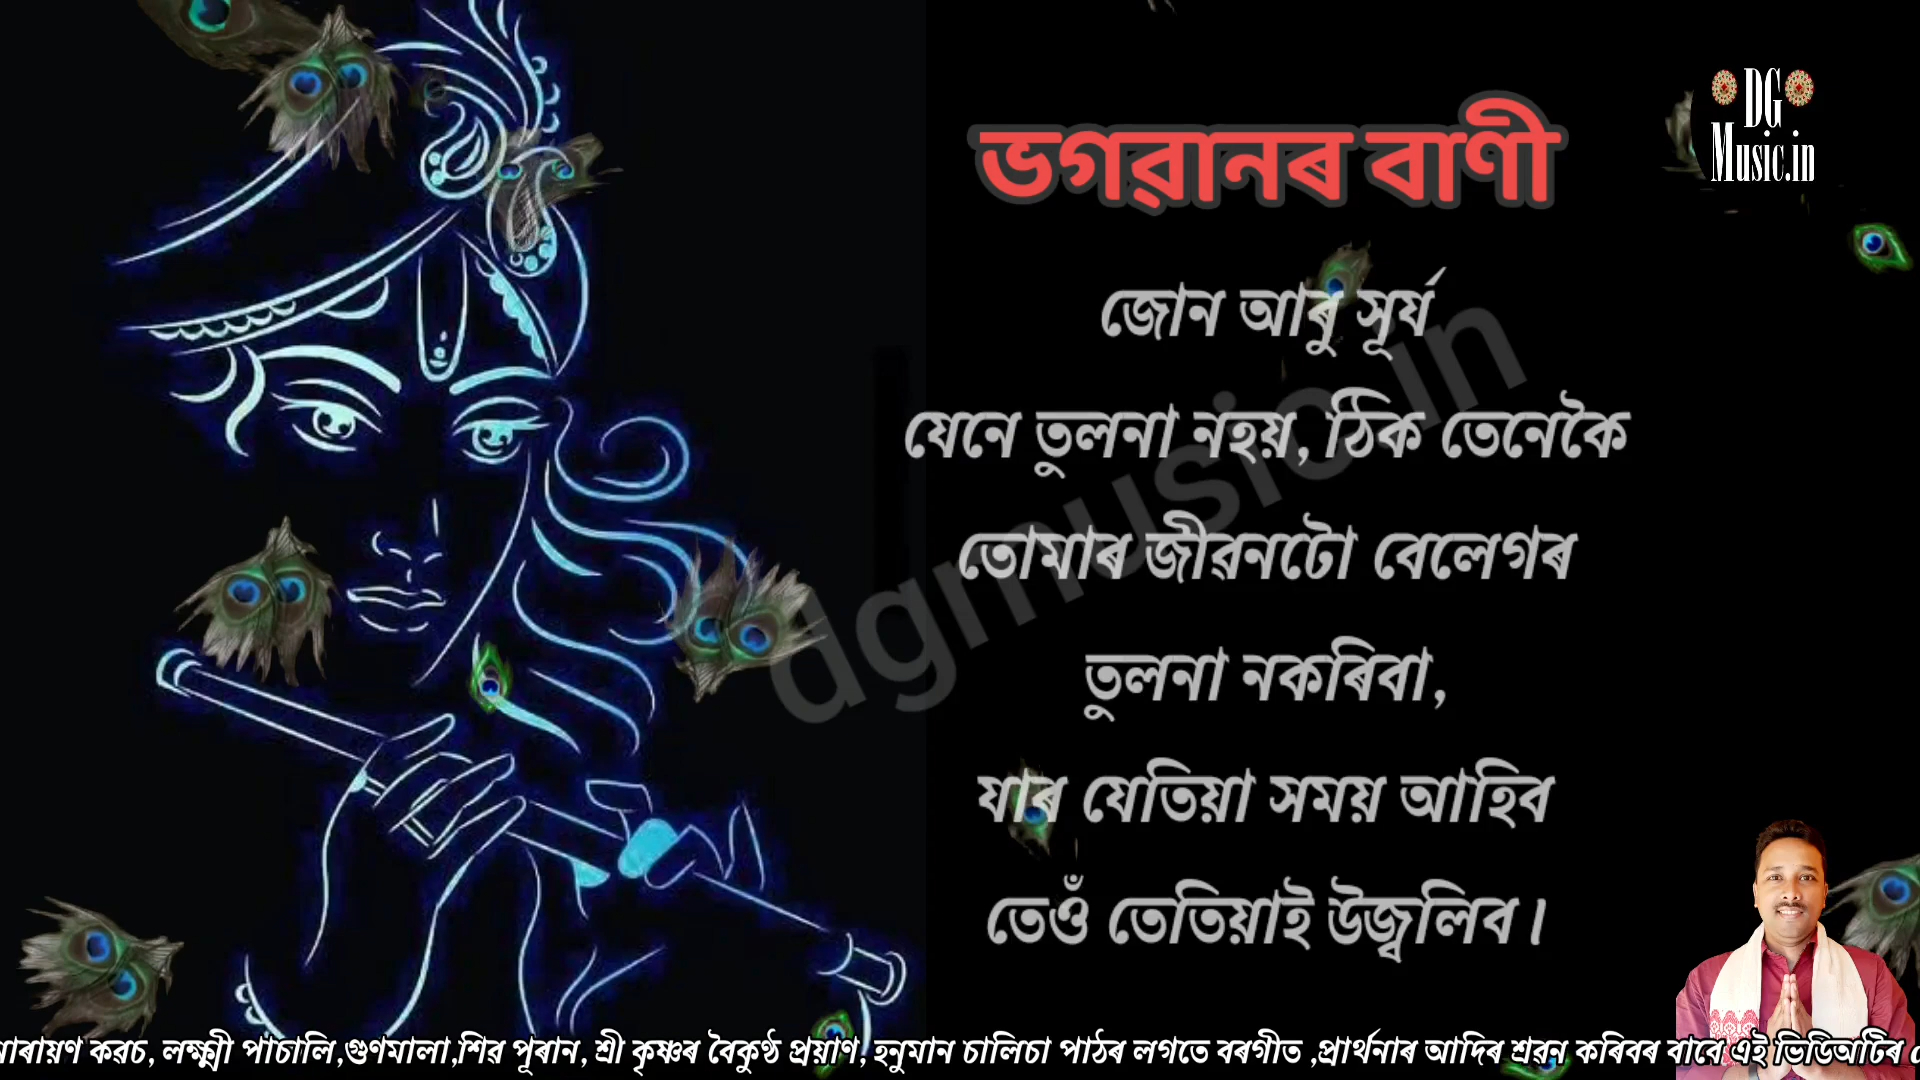 DG
Music.in
ভগৱানৰ বাণী
জোন আৰু সূৰ্য
যেনে তুলনা নহয়, ঠিক তেনেকৈ
তোমাৰ জীৱনটো বেলেগৰ
তুলনা নকৰিবা,
যাৰ যেতিয়া সময় আহিব
তেওঁ তেতিয়াই উজ্বলিব।
dgmusic.in
কৱচ, লক্ষ্মী পাচালি,গুণমালা,শিৱ পূৰান, শ্ৰী কৃষ্ণৰ বৈকুণ্ঠ প্ৰয়াণ, হনুমান চালিচা পাঠৰ লগতে বৰগীত ,প্ৰাৰ্থনাৰ আদিৰ শ্ৰৱন কৰিবৰ বাবে এই ভিডিঅটিৰ